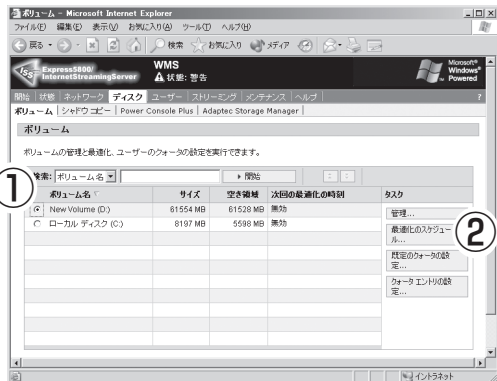 ボリューム - Microsoft Internet Explorer
ファイル(F) 編集(E) 表示(V) お気に入り(A) ツール(T) ヘルプ(H)
戻る 検索 お気に入り メディア
Express5800/
InternetStreamingServer
WMS
状態: 警告
Microsoft®
Windows®
Powered
開始 状態 ネットワーク ディスク ユーザー ストリーミング メンテナンス ヘルプ ?
ボリューム シャドウ コピー Power Console Plus Adaptec Storage Manager
ボリューム
ボリュームの管理と最適化、ユーザーのクォータの設定を実行できます。
① 検索: ボリューム名 開始
ボリューム名 サイズ 空き領域 次回の最適化の時刻 タスク
New Volume (D:) 61554 MB 61528 MB 無効
ローカル ディスク (C:) 8197 MB 5598 MB 無効
管理...
最適化のスケジュール...
②
既定のクォータの設定...
クォータ エントリの設定...
イントラネット